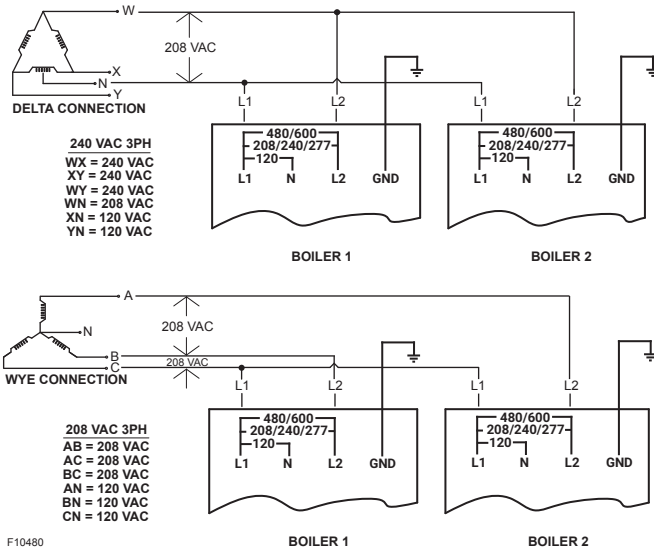 W
208 VAC
X
N
Y
DELTA CONNECTION
L1 L2 L1 L2
240 VAC 3PH
WX = 240 VAC
XY = 240 VAC
WY = 240 VAC
WN = 208 VAC
XN = 120 VAC
YN = 120 VAC
480/600
208/240/277
120
L1 N L2 GND
BOILER 1
480/600
208/240/277
120
L1 N L2 GND
BOILER 2
A
N
208 VAC
B
208 VAC
C
WYE CONNECTION
L1 L2 L1 L2
208 VAC 3PH
AB = 208 VAC
AC = 208 VAC
BC = 208 VAC
AN = 120 VAC
BN = 120 VAC
CN = 120 VAC
480/600
208/240/277
120
L1 N L2 GND
BOILER 1
480/600
208/240/277
120
L1 N L2 GND
BOILER 2
F10480